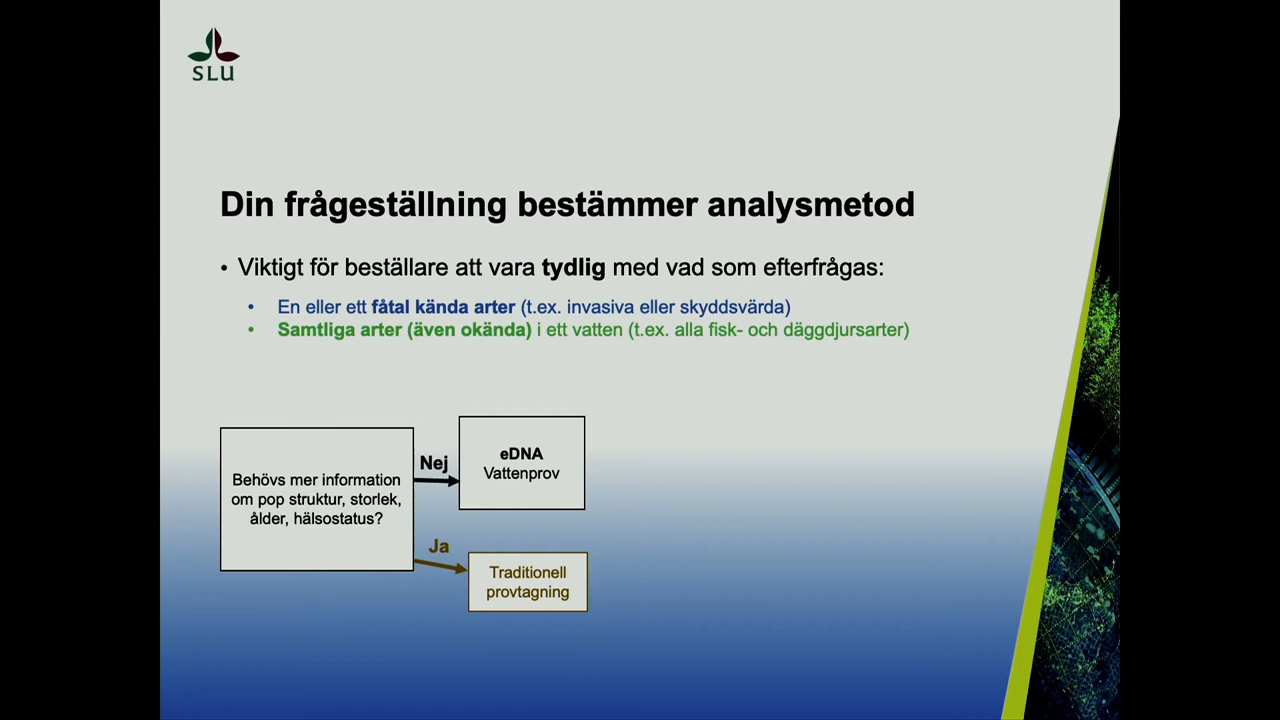 SLU
Din frågeställning bestämmer analysmetod
• Viktigt för beställare att vara tydlig med vad som efterfrågas:
• En eller ett fåtal kända arter (t.ex. invasiva eller skyddsvärda)
• Samtliga arter (även okända) i ett vatten (t.ex. alla fisk- och däggdjursarter)
Behövs mer information
om pop struktur, storlek,
ålder, hälsostatus?
Nej
eDNA
Vattenprov
Ja
Traditionell
provtagning